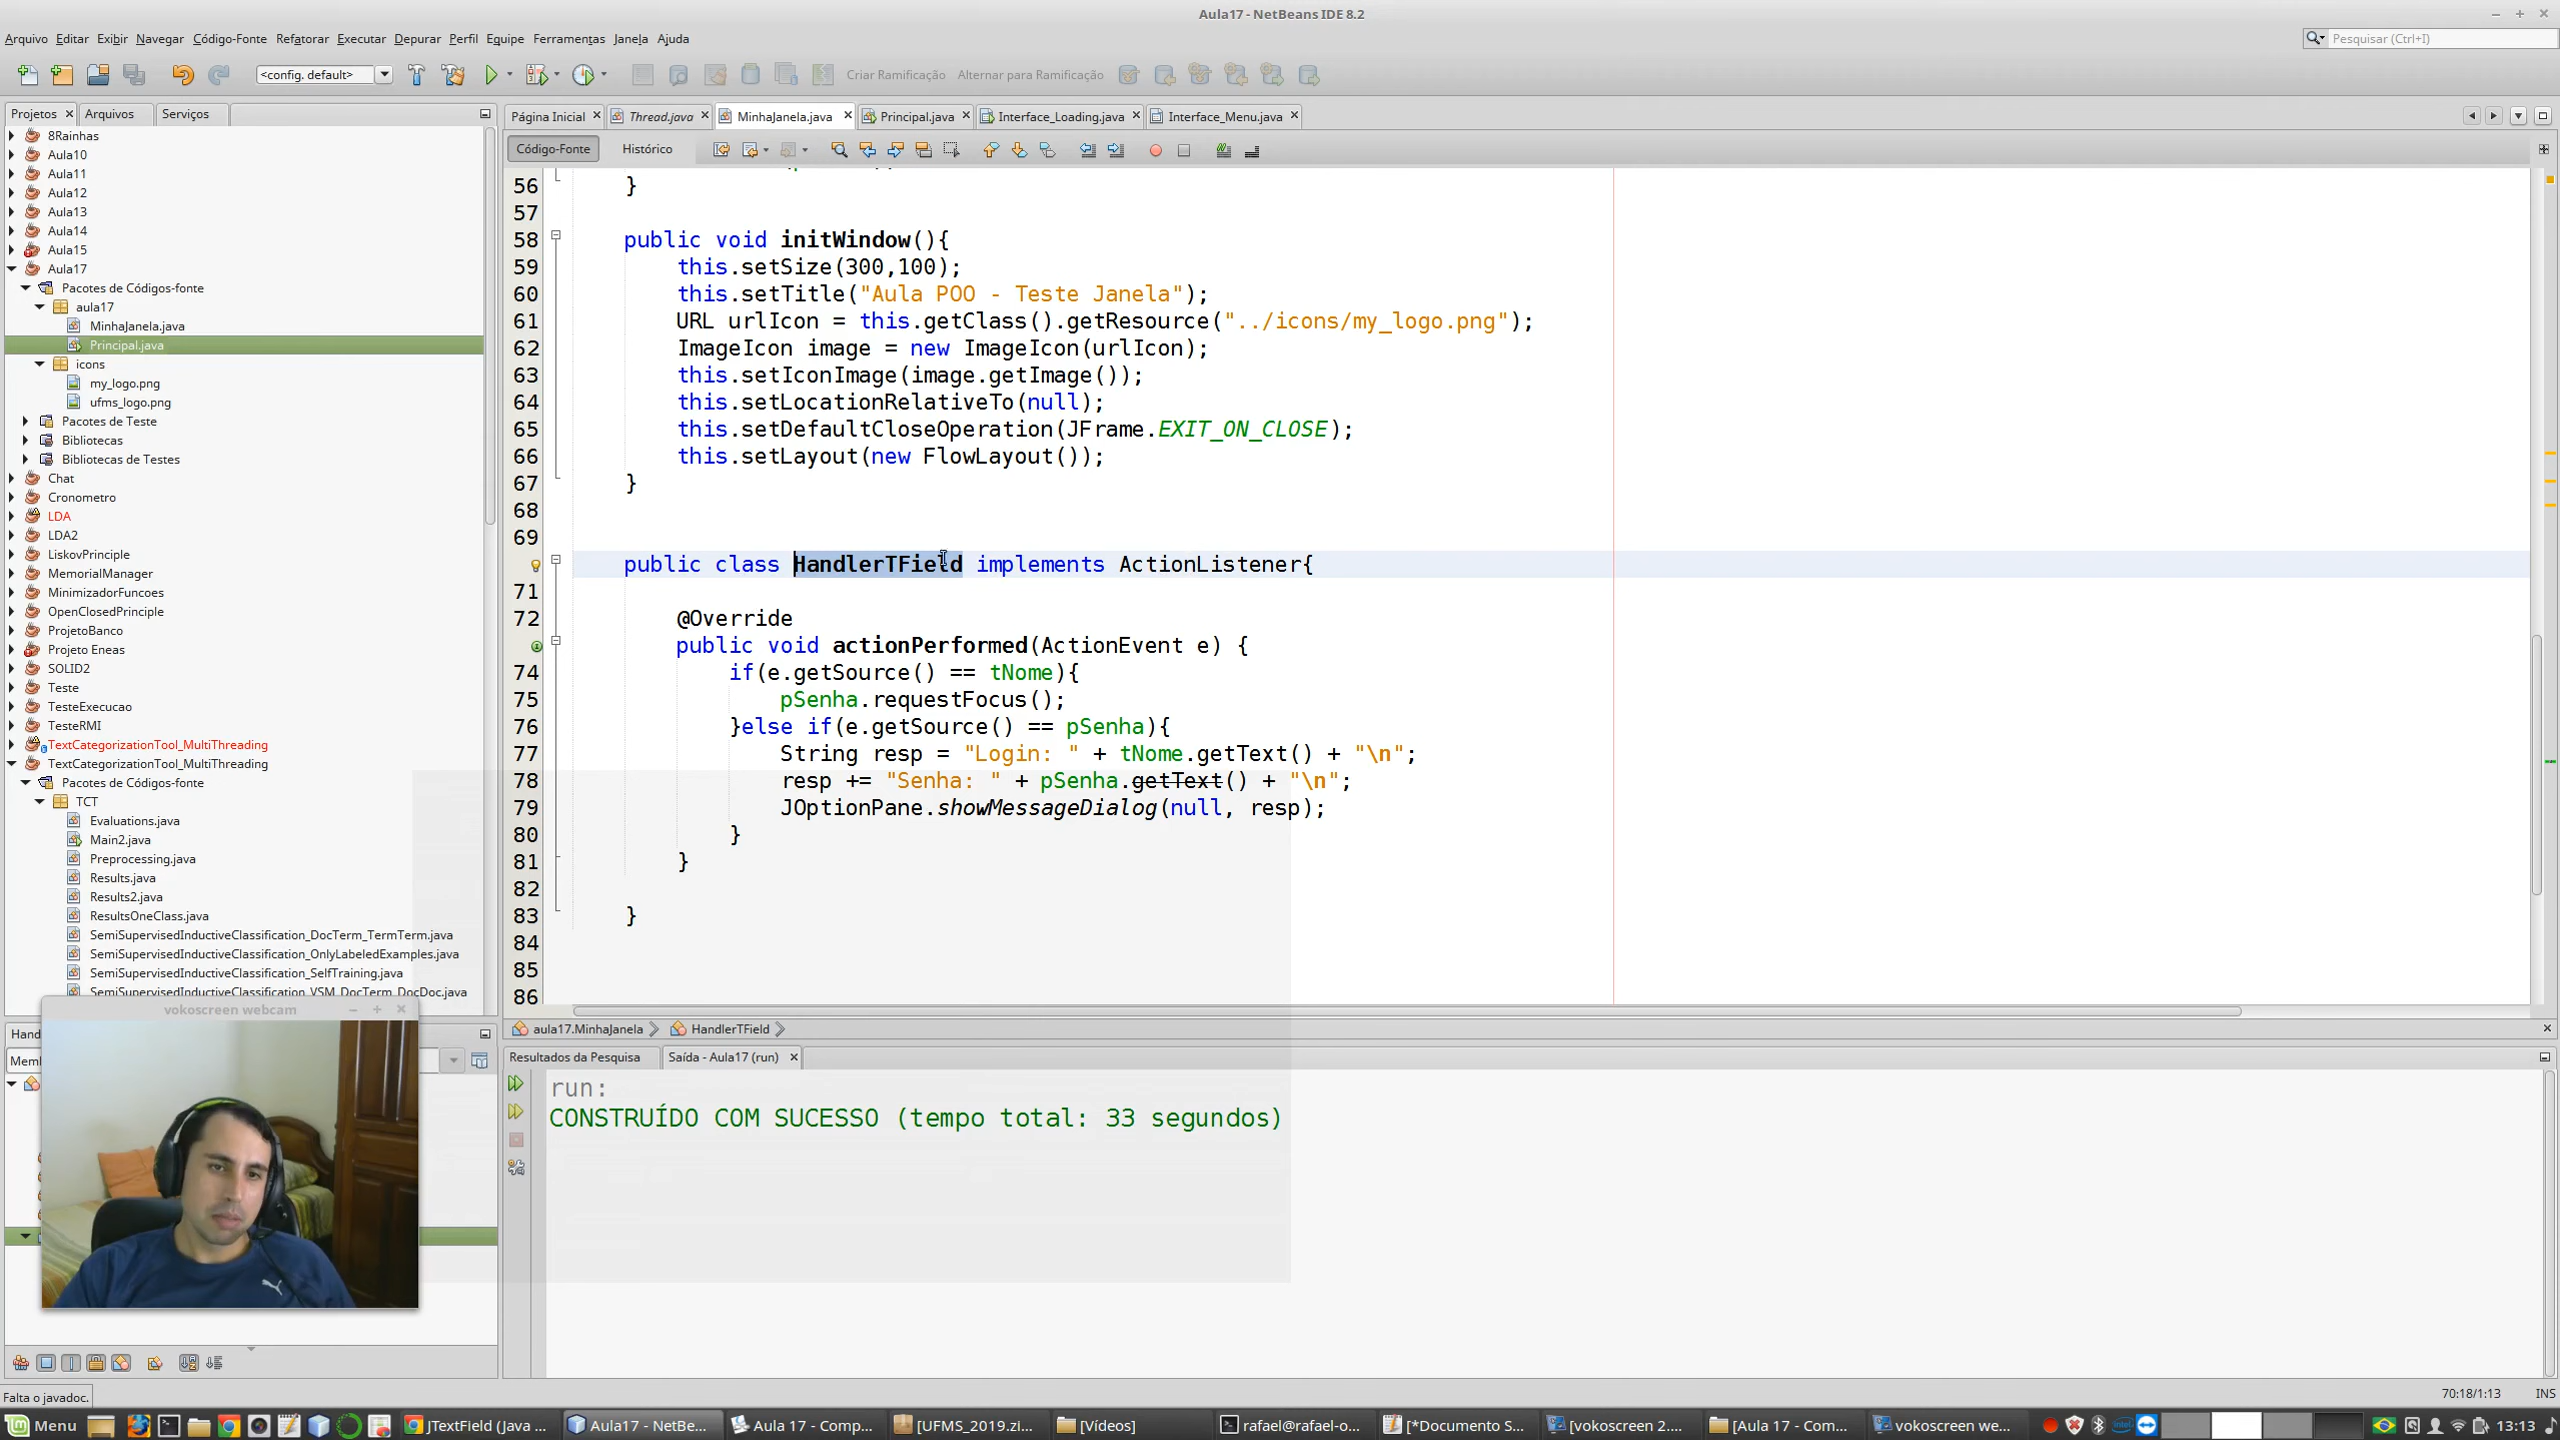 Aula17 - NetBeans IDE 8.2
Arquivo Editar Exibir Navegar Código-Fonte Refatorar Executar Depurar Perfil Equipe Ferramentas Janela Ajuda
Pesquisar (Ctrl+I)
<config. default>
Criar Ramificação Alternar para Ramificação
Projetos Arquivos Serviços
Página Inicial Thread.java MinhaJanela.java Principal.java Interface_Loading.java Interface_Menu.java
Código-Fonte Histórico
8Rainhas
Aula10
Aula11
Aula12
Aula13
Aula14
Aula15
Aula17
Pacotes de Códigos-fonte
aula17
MinhaJanela.java
Principal.java
icons
my_logo.png
ufms_logo.png
Pacotes de Teste
Bibliotecas
Bibliotecas de Testes
Chat
Cronometro
LDA
LDA2
LiskovPrinciple
MemorialManager
MinimizadorFuncoes
OpenClosedPrinciple
ProjetoBanco
Projeto Eneas
SOLID2
Teste
TesteExecucao
TesteRMI
TextCategorizationTool_MultiThreading
TextCategorizationTool_MultiThreading
Pacotes de Códigos-fonte
TCT
Evaluations.java
Main2.java
Preprocessing.java
Results.java
Results2.java
ResultsOneClass.java
SemiSupervisedInductiveClassification_DocTerm_TermTerm.java
SemiSupervisedInductiveClassification_OnlyLabeledExamples.java
SemiSupervisedInductiveClassification_SelfTraining.java
SemiSupervisedInductiveClassification_VSM_DocTerm_DocDoc.java
56 }
57
58 public void initWindow(){
59 this.setSize(300,100);
60 this.setTitle("Aula POO - Teste Janela");
61 URL urlIcon = this.getClass().getResource("../icons/my_logo.png");
62 ImageIcon image = new ImageIcon(urlIcon);
63 this.setIconImage(image.getImage());
64 this.setLocationRelativeTo(null);
65 this.setDefaultCloseOperation(JFrame.EXIT_ON_CLOSE);
66 this.setLayout(new FlowLayout());
67 }
68
69
public class HandlerTField implements ActionListener{
71
72 @Override
public void actionPerformed(ActionEvent e) {
74 if(e.getSource() == tNome){
75 pSenha.requestFocus();
76 }else if(e.getSource() == pSenha){
77 String resp = "Login: " + tNome.getText() + "\n";
78 resp += "Senha: " + pSenha.getText() + "\n";
79 JOptionPane.showMessageDialog(null, resp);
80 }
81 }
82
83 }
84
85
86
aula17.MinhaJanela HandlerTField
vokoscreen webcam
Hand
Mem
Resultados da Pesquisa Saída - Aula17 (run)
run:
CONSTRUÍDO COM SUCESSO (tempo total: 33 segundos)
Falta o javadoc.
70:18/1:13 INS
Menu JTextField (Java ... Aula17 - NetBe... Aula 17 - Comp... [UFMS_2019.zi... [Vídeos] rafael@rafael-o... [*Documento S... [vokoscreen 2.... [Aula 17 - Com... vokoscreen we... 13:13